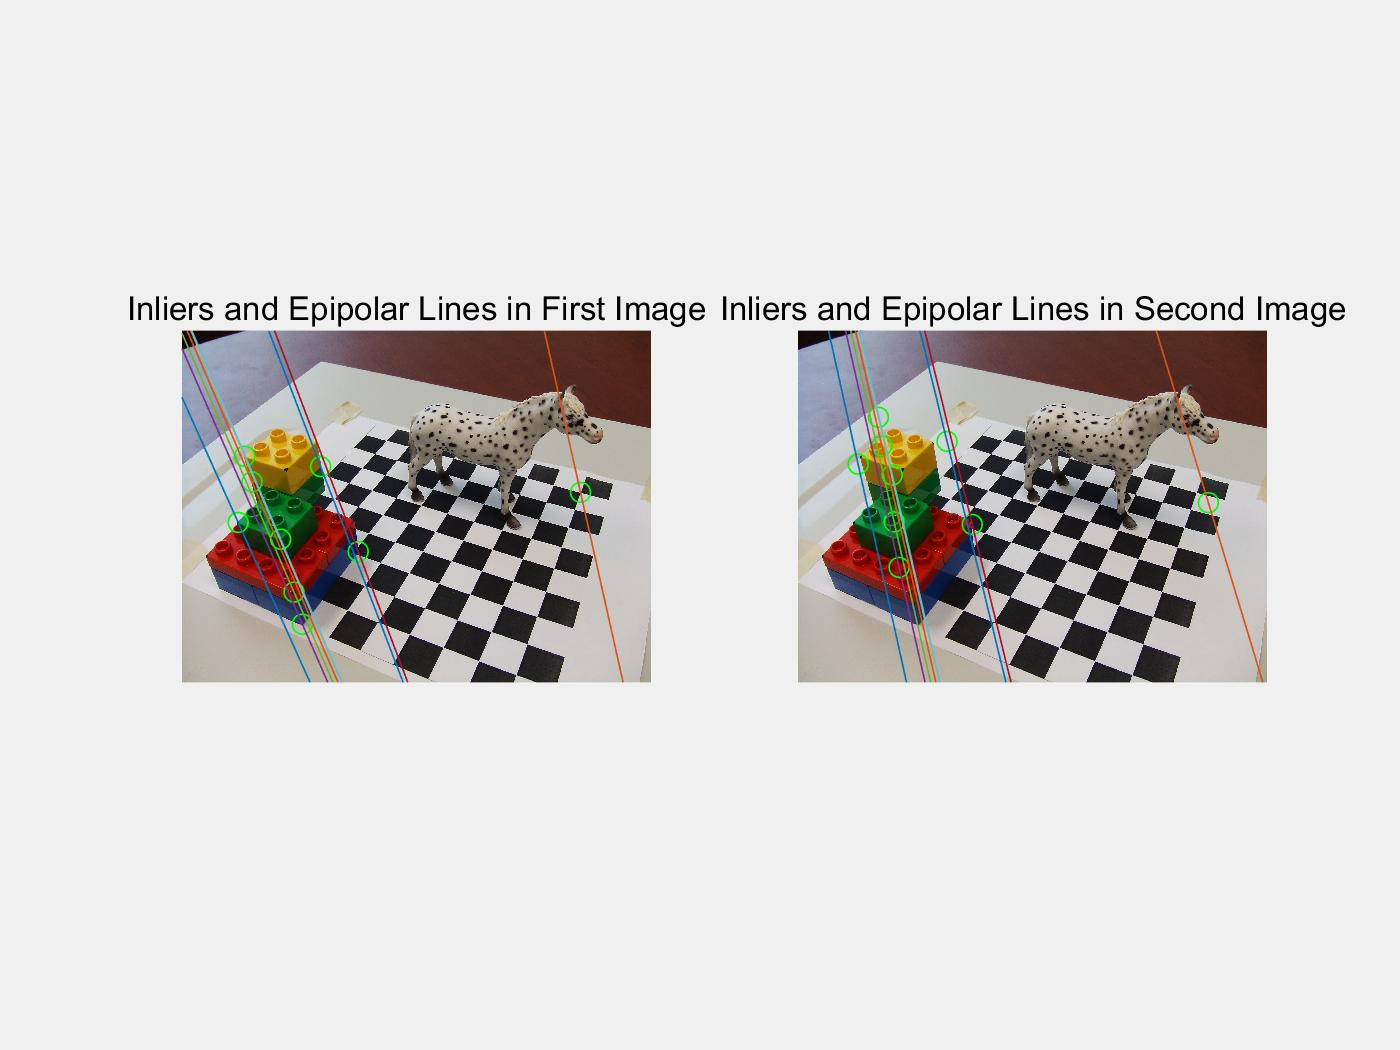 Inliers and Epipolar Lines in First Image
Inliers and Epipolar Lines in Second Image